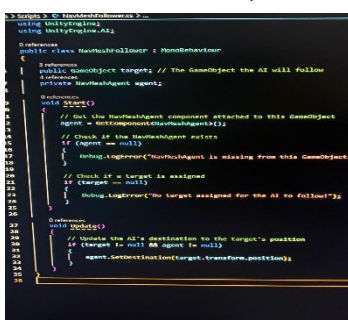 > Scripts > NavMeshFollower.cs > ...
using UnityEngine;
using UnityEngine.AI;
0 references
public class NavMeshFollower : MonoBehaviour
{
3 references
public GameObject target; // The GameObject the AI will follow
4 references
private NavMeshAgent agent;
0 references
void Start()
{
// Get the NavMeshAgent component attached to this GameObject
agent = GetComponent<NavMeshAgent>();
// Check if the NavMeshAgent exists
if (agent == null)
{
Debug.LogError("NavMeshAgent is missing from this GameObject
}
// Check if a target is assigned
if (target == null)
{
Debug.LogError("No target assigned for the AI to follow!");
}
}
0 references
void Update()
{
// Update the AI's destination to the target's position
if (target != null && agent != null)
{
agent.SetDestination(target.transform.position);
}
}
}